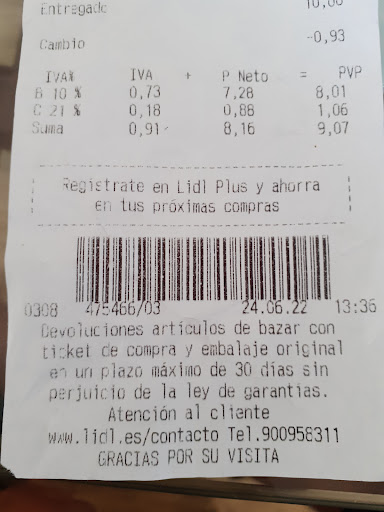 Entregado 10,00
Cambio -0,93
IVA% IVA + P Neto = PVP
B 10 % 0,73 7,28 8,01
C 21 % 0,18 0,88 1,06
Suma 0,91 8,16 9,07
Registrate en Lidl Plus y ahorra
en tus próximas compras
0308 475466/03 24.06.22 13:36
Devoluciones articulos de bazar con
ticket de compra y embalaje original
en un plazo máximo de 30 dias sin
perjuicio de la ley de garantias.
Atención al cliente
www.lidl.es/contacto Tel.900958311
GRACIAS POR SU VISITA